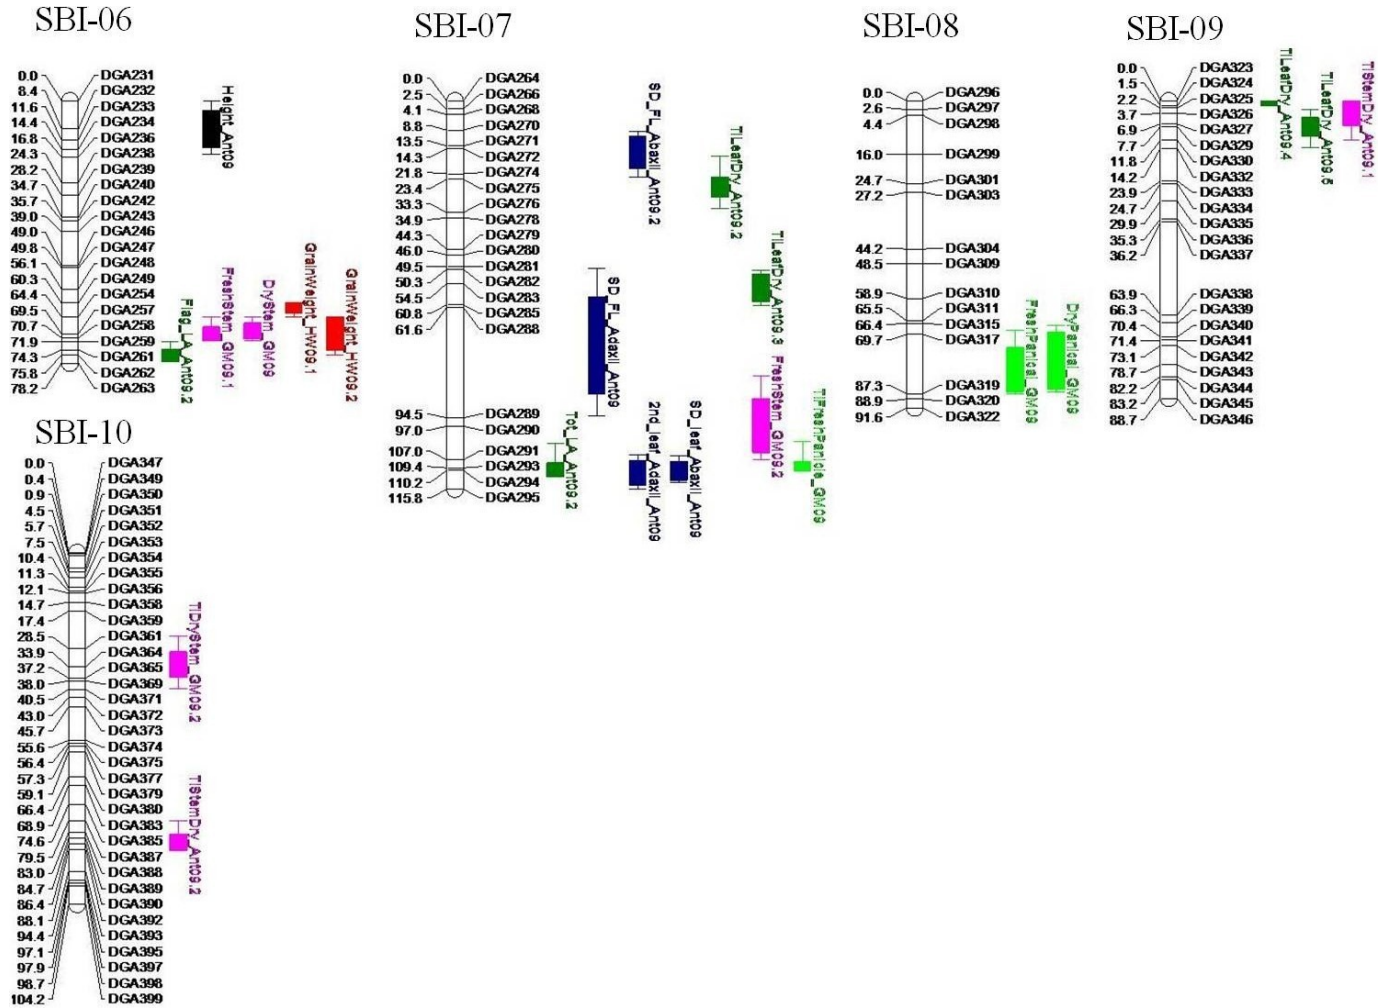 SBI-06
0.0 DGA231
8.4 DGA232
11.6 DGA233
14.4 DGA234
16.8 DGA236
24.3 DGA238
28.2 DGA239
34.7 DGA240
35.7 DGA242
39.0 DGA243
49.0 DGA246
49.8 DGA247
56.1 DGA248
60.3 DGA249
64.4 DGA254
69.5 DGA257
70.7 DGA258
71.9 DGA259
74.3 DGA261
75.8 DGA262
78.2 DGA263
Height_Ant09
Flag_LA_Ant09.2
FreshStem_GM09.1
DryStem_GM09
GrainWeight_HW09.1
GrainWeight_HW09.2
SBI-07
0.0 DGA264
2.5 DGA266
4.1 DGA268
8.8 DGA270
13.5 DGA271
14.3 DGA272
21.8 DGA274
23.4 DGA275
33.3 DGA276
34.9 DGA278
44.3 DGA279
46.0 DGA280
49.5 DGA281
50.3 DGA282
54.5 DGA283
60.8 DGA285
61.6 DGA288
94.5 DGA289
97.0 DGA290
107.0 DGA291
109.4 DGA293
110.2 DGA294
115.8 DGA295
Tot_LA_Ant09.2
SD_FL_Adaxil_Ant09
SD_FL_Abaxil_Ant09.2
2nd_leaf_Adaxil_Ant09
SD_leaf_Abaxil_Ant09
TlLeafDry_Ant09.2
TlLeafDry_Ant09.3
FreshStem_GM09.2
TlFreshPanicle_GM09
SBI-08
0.0 DGA296
2.6 DGA297
4.4 DGA298
16.0 DGA299
24.7 DGA301
27.2 DGA303
44.2 DGA304
48.5 DGA309
58.9 DGA310
65.5 DGA311
66.4 DGA315
69.7 DGA317
87.3 DGA319
88.9 DGA320
91.6 DGA322
FreshPanical_GM09
DryPanical_GM09
SBI-09
0.0 DGA323
1.5 DGA324
2.2 DGA325
3.7 DGA326
6.9 DGA327
7.7 DGA329
11.8 DGA330
14.2 DGA332
23.9 DGA333
24.7 DGA334
29.9 DGA335
35.3 DGA336
36.2 DGA337
63.9 DGA338
66.3 DGA339
70.4 DGA340
71.4 DGA341
73.1 DGA342
78.7 DGA343
82.2 DGA344
83.2 DGA345
88.7 DGA346
TlLeafDry_Ant09.4
TlLeafDry_Ant09.5
TlStemDry_Ant09.1
SBI-10
0.0 DGA347
0.4 DGA349
0.9 DGA350
4.5 DGA351
5.7 DGA352
7.5 DGA353
10.4 DGA354
11.3 DGA355
12.1 DGA356
14.7 DGA358
17.4 DGA359
28.5 DGA361
33.9 DGA364
37.2 DGA365
38.0 DGA369
40.5 DGA371
43.0 DGA372
45.7 DGA373
55.6 DGA374
56.4 DGA375
57.3 DGA377
59.1 DGA379
66.4 DGA380
68.9 DGA383
74.6 DGA385
79.5 DGA387
83.0 DGA388
84.7 DGA389
86.4 DGA390
88.1 DGA392
94.4 DGA393
97.1 DGA395
97.9 DGA397
98.7 DGA398
104.2 DGA399
TlDryStem_GM09.2
TlStemDry_Ant09.2